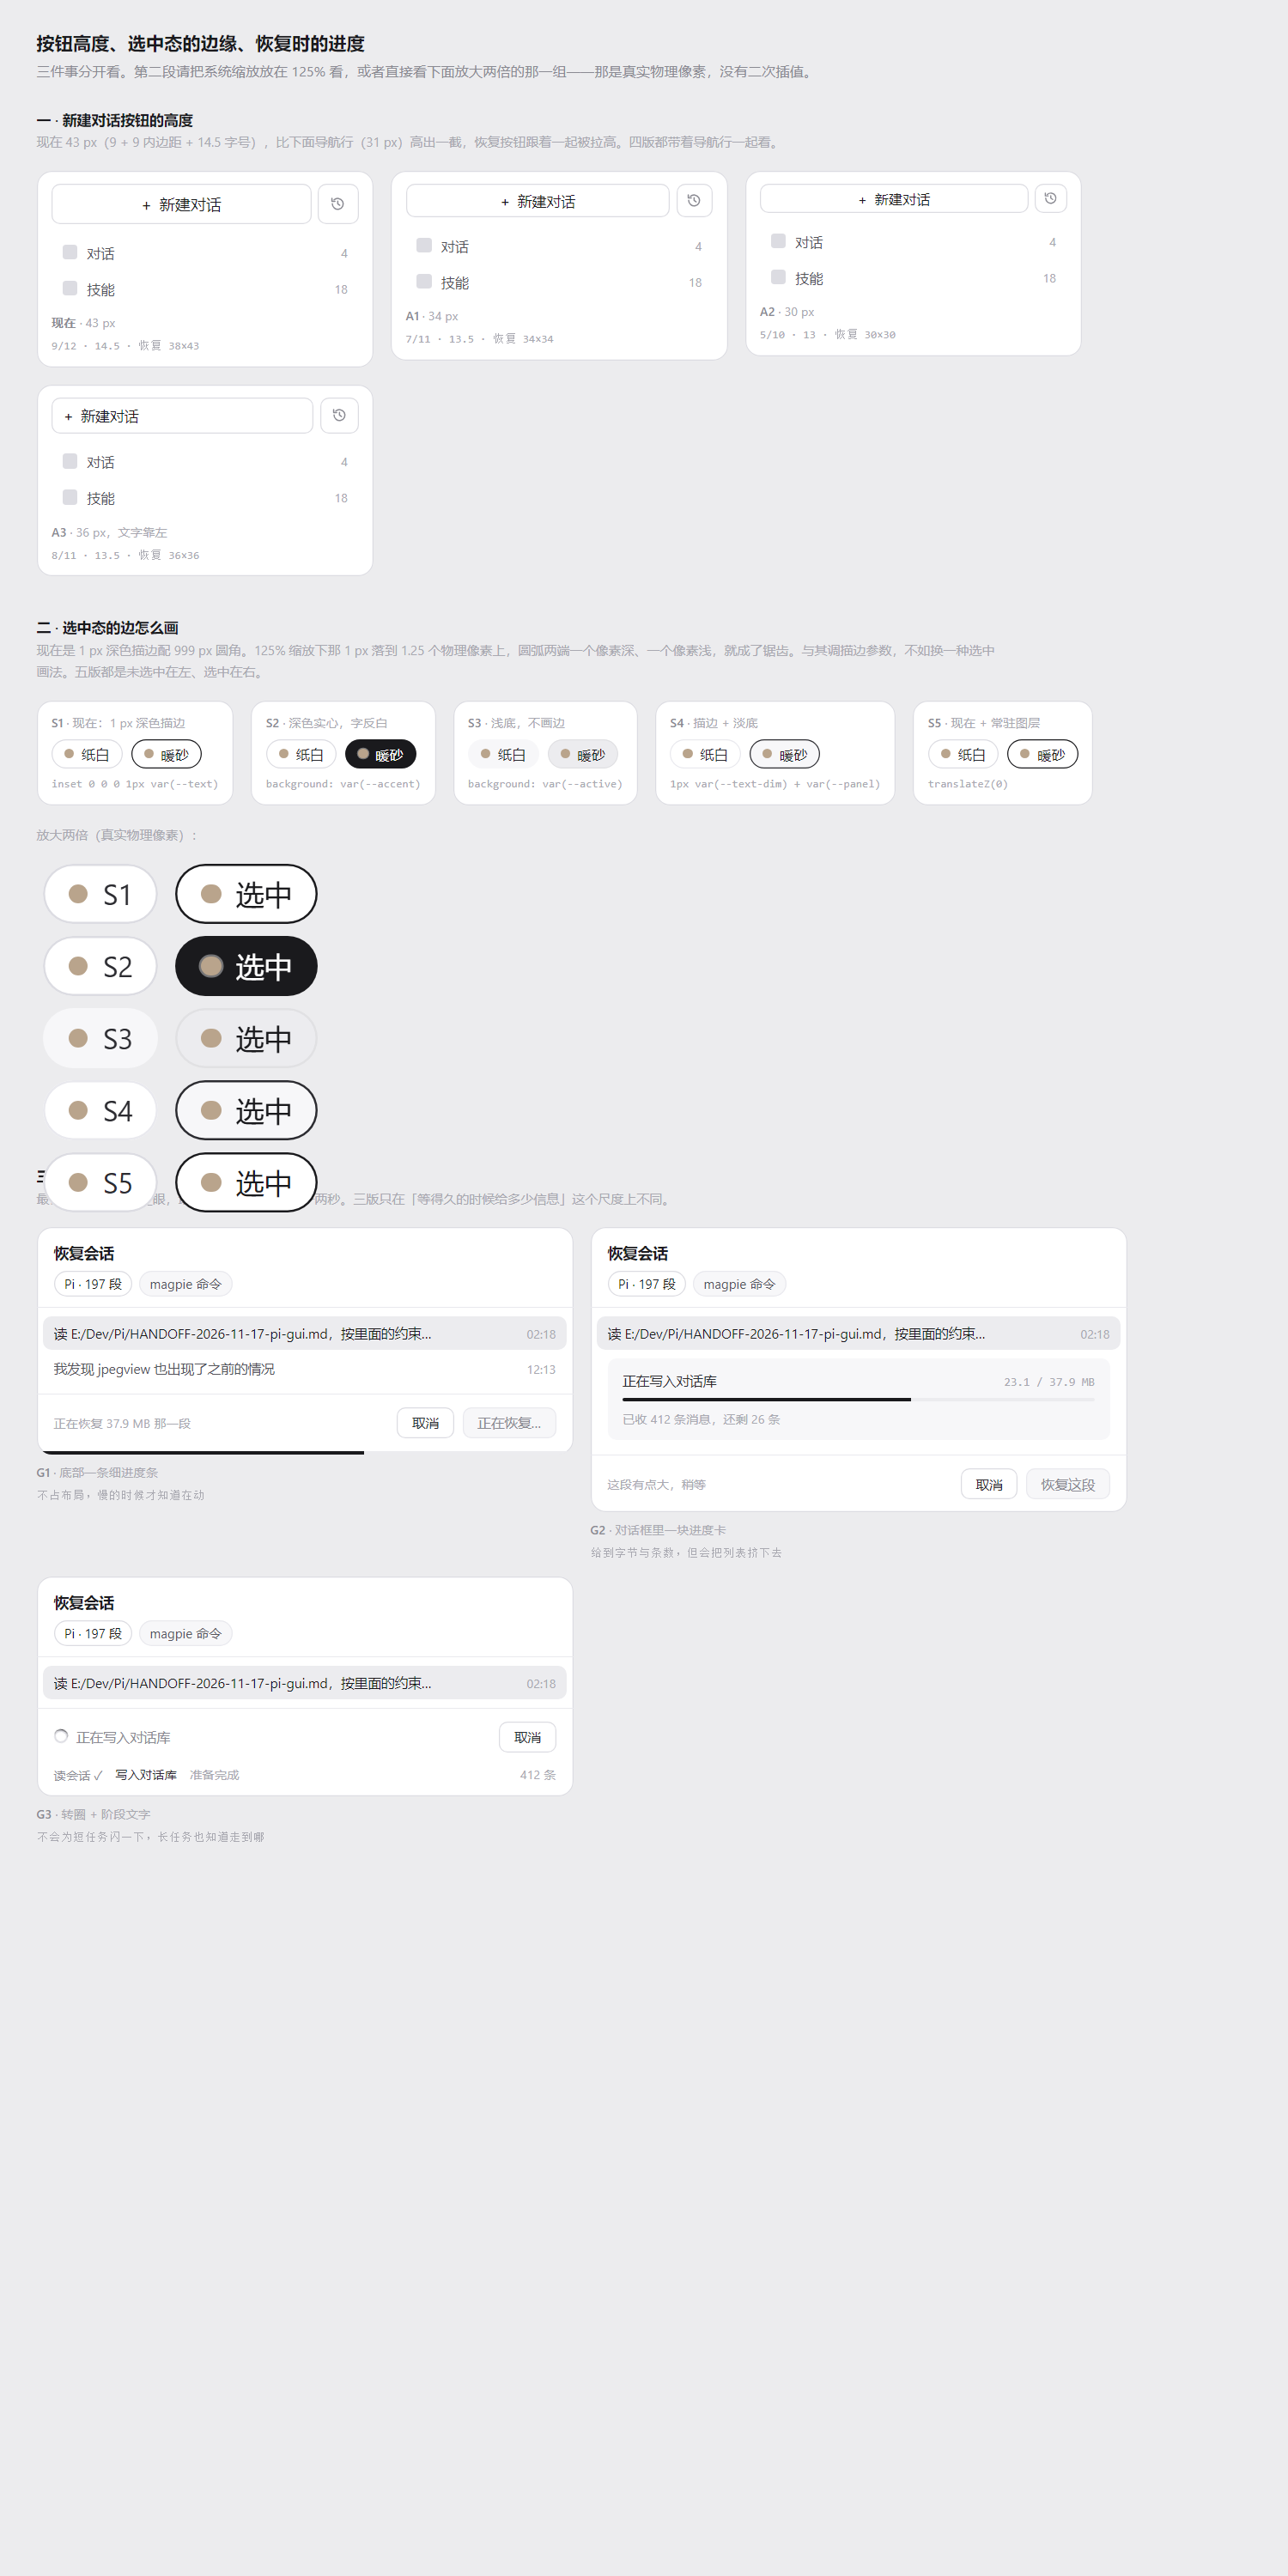 按钮高度、选中态的边缘、恢复时的进度
三件事分开看。第二段请把系统缩放放在 125% 看，或者直接看下面放大两倍的那一组——那是真实物理像素，没有二次插值。
一 · 新建对话按钮的高度
现在 43 px（9 + 9 内边距 + 14.5 字号），比下面导航行（31 px）高出一截，恢复按钮跟着一起被拉高。四版都带着导航行一起看。
+ 新建对话
对话 4
技能 18
现在 · 43 px
9/12 · 14.5 · 恢复 38×43
+ 新建对话
对话 4
技能 18
A1 · 34 px
7/11 · 13.5 · 恢复 34×34
+ 新建对话
对话 4
技能 18
A2 · 30 px
5/10 · 13 · 恢复 30×30
+ 新建对话
对话 4
技能 18
A3 · 36 px，文字靠左
8/11 · 13.5 · 恢复 36×36
二 · 选中态的边怎么画
现在是 1 px 深色描边配 999 px 圆角。125% 缩放下那 1 px 落到 1.25 个物理像素上，圆弧两端一个像素深、一个像素浅，就成了锯齿。与其调描边参数，不如换一种选中
画法。五版都是未选中在左、选中在右。
S1 · 现在：1 px 深色描边
纸白 暖砂
inset 0 0 0 1px var(--text)
S2 · 深色实心，字反白
纸白 暖砂
background: var(--accent)
S3 · 浅底，不画边
纸白 暖砂
background: var(--active)
S4 · 描边 + 淡底
纸白 暖砂
1px var(--text-dim) + var(--panel)
S5 · 现在 + 常驻图层
纸白 暖砂
translateZ(0)
放大两倍（真实物理像素）：
S1 选中
S2 选中
S3 选中
S4 选中
S5 选中
两秒。三版只在「等得久的时候给多少信息」这个尺度上不同。
恢复会话
Pi · 197 段 magpie 命令
读 E:/Dev/Pi/HANDOFF-2026-11-17-pi-gui.md，按里面的约束... 02:18
我发现 jpegview 也出现了之前的情况 12:13
正在恢复 37.9 MB 那一段 取消 正在恢复...
G1 · 底部一条细进度条
不占布局，慢的时候才知道在动
恢复会话
Pi · 197 段 magpie 命令
读 E:/Dev/Pi/HANDOFF-2026-11-17-pi-gui.md，按里面的约束... 02:18
正在写入对话库 23.1 / 37.9 MB
已收 412 条消息，还剩 26 条
这段有点大，稍等 取消 恢复这段
G2 · 对话框里一块进度卡
给到字节与条数，但会把列表挤下去
恢复会话
Pi · 197 段 magpie 命令
读 E:/Dev/Pi/HANDOFF-2026-11-17-pi-gui.md，按里面的约束... 02:18
正在写入对话库 取消
读会话 ✓ 写入对话库 准备完成 412 条
G3 · 转圈 + 阶段文字
不会为短任务闪一下，长任务也知道走到哪